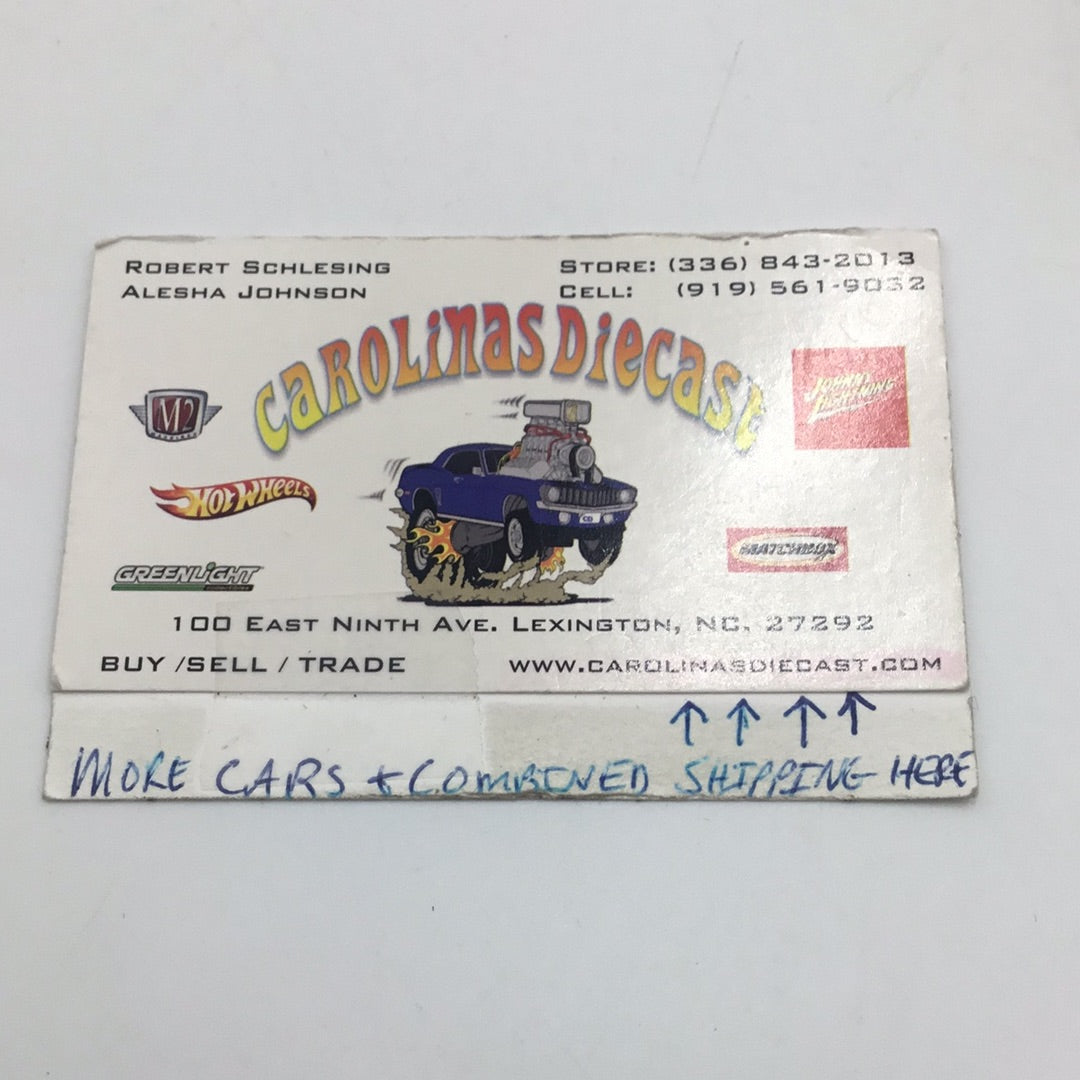 ROBERT SCHLESING
ALESHA JOHNSON
STORE: (336) 843-2013
CELL: (919) 561-9032
CAROLINAS DIECAST
M2
JOHNNY LIGHTNING
HOT WHEELS
CD
MATCHBOX
GREENLIGHT
100 EAST NINTH AVE. LEXINGTON, NC. 27292
BUY /SELL / TRADE
WWW.CAROLINASDIECAST.COM
↑ ↑ ↑ ↑
MORE CARS + COMBINED SHIPPING HERE